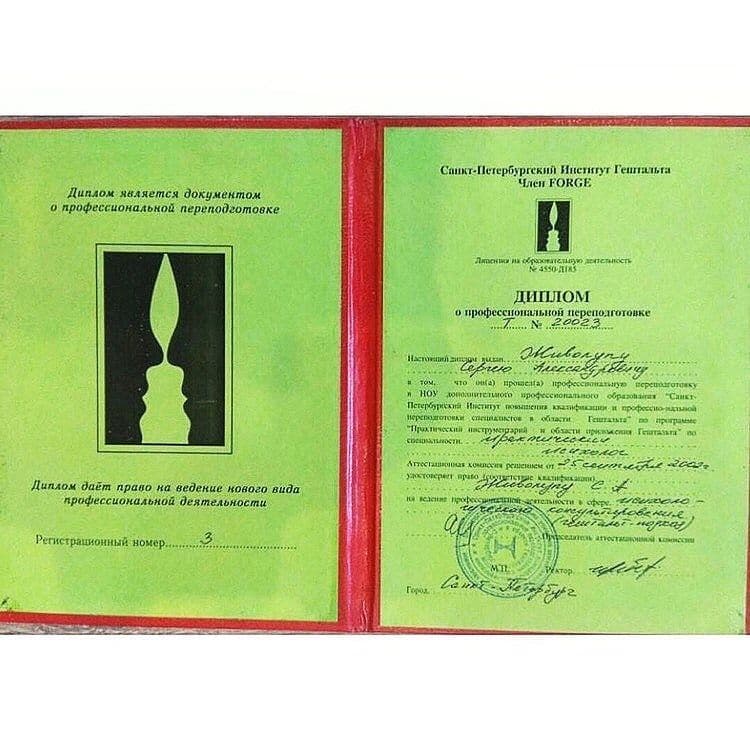 Диплом является документом
о профессиональной переподготовке
Диплом даёт право на ведение нового вида
профессиональной деятельности
Регистрационный номер 3
Санкт-Петербургский Институт Гештальта
Член FORGE
Лицензия на образовательную деятельность
№ 4550-Д185
ДИПЛОМ
о профессиональной переподготовке
I № 20023
Настоящий диплом выдан Живолупу
Сергею Александровичу
в том, что он(а) прошел(а) профессиональную переподготовку
в НОУ дополнительного профессионального образования "Санкт-
Петербургский Институт повышения квалификации и профессио-нальной
переподготовки специалистов в области Гештальта" по программе
"Практический инструментарий и области приложения Гештальта" по
специальности. практический
психолог
Аттестационная комиссия решением от 25 сентября 2002г.
удостоверяет право (соответствие квалификации)
Живолупу С. А
на ведение профессиональной деятельности в сфере психоло-
гического консультирования
(гештальт-подход)
Председатель аттестационной комиссии
М.П. Ректор
Город Санкт-Петербург